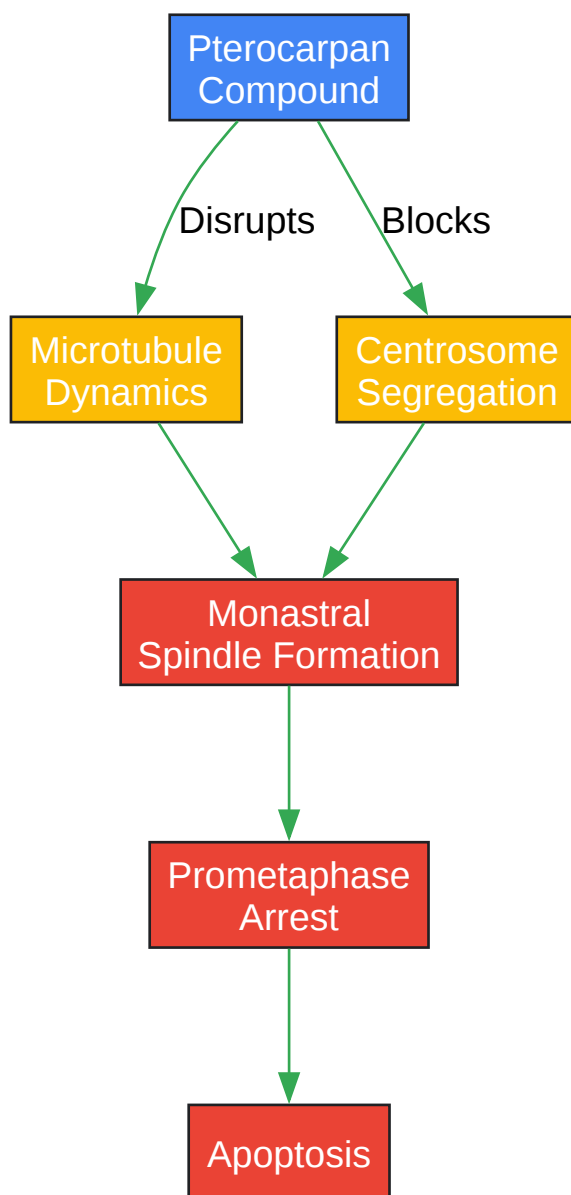 Pterocarpan
Compound
Disrupts
Blocks
Microtubule
Dynamics
Centrosome
Segregation
Monastral
Spindle Formation
Prometaphase
Arrest
Apoptosis